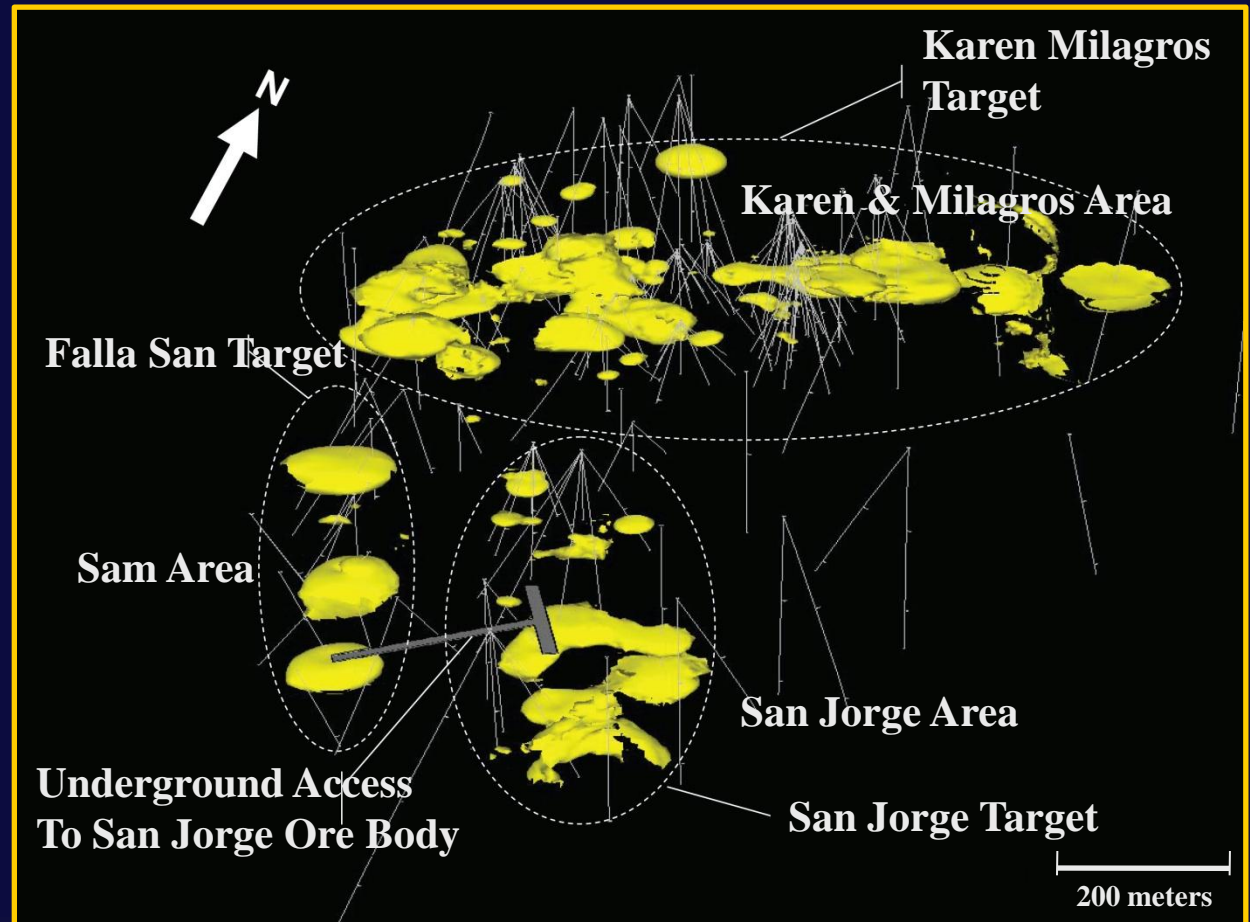 Karen Milagros
Target
N
Karen & Milagros Area
Falla San Target
Sam Area
San Jorge Area
Underground Access
To San Jorge Ore Body
San Jorge Target
200 meters